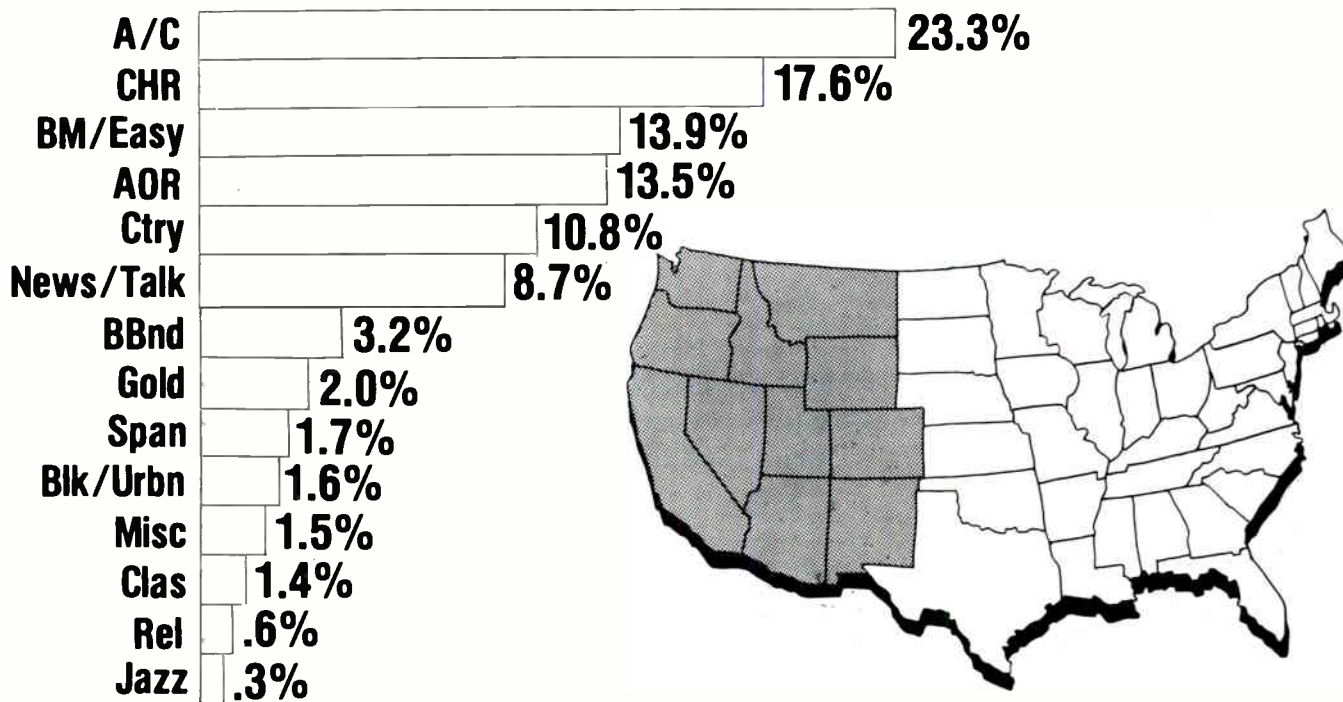 A/C 23.3%
CHR 17.6%
BM/Easy 13.9%
AOR 13.5%
Ctry 10.8%
News/Talk 8.7%
BBnd 3.2%
Gold 2.0%
Span 1.7%
Blk/Urbn 1.6%
Misc 1.5%
Clas 1.4%
Rel .6%
Jazz .3%